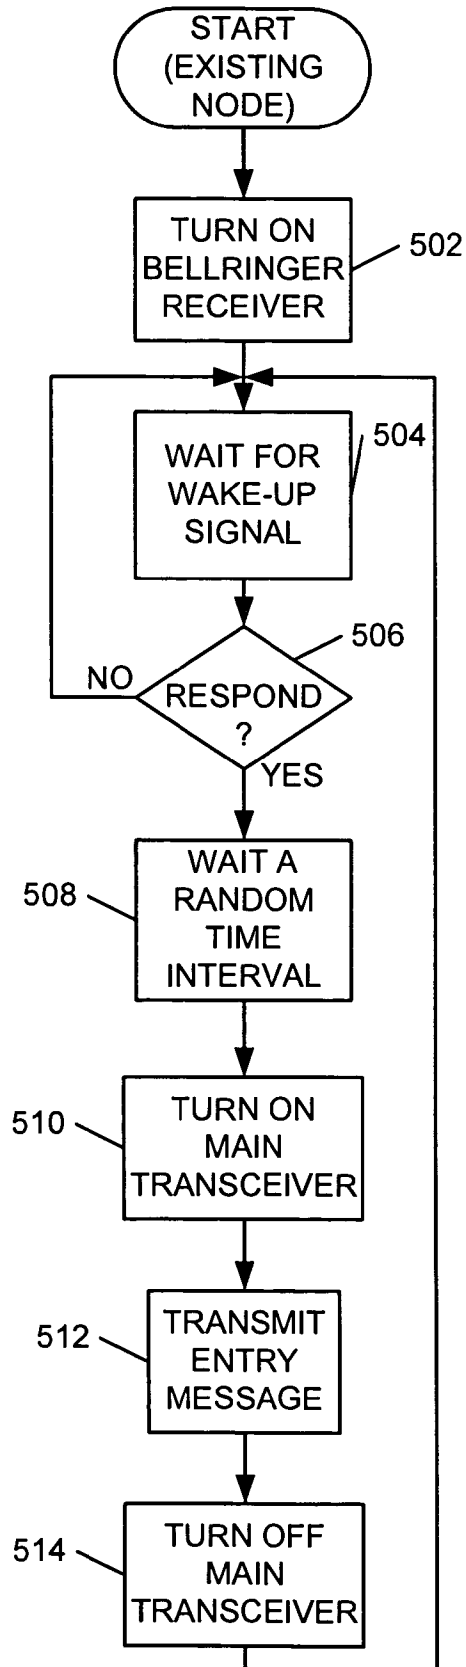 START
(EXISTING
NODE)
TURN ON
BELLRINGER
RECEIVER
502
WAIT FOR
WAKE-UP
SIGNAL
504
506
NO
RESPOND
?
YES
508
WAIT A
RANDOM
TIME
INTERVAL
510
TURN ON
MAIN
TRANSCEIVER
512
TRANSMIT
ENTRY
MESSAGE
514
TURN OFF
MAIN
TRANSCEIVER